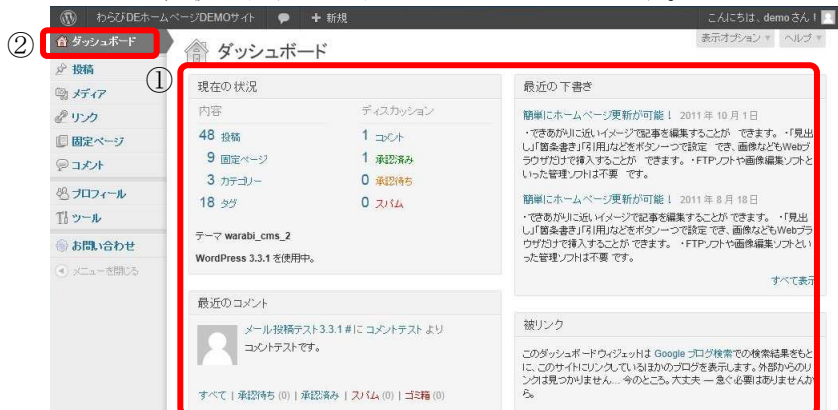 わらびDEホームページ/DEMOサイト
新規
こんにちは、demoさん！
②
ダッシュボード
ダッシュボード
表示オプション
ヘルプ
投稿
メディア
リンク
固定ページ
コメント
プロフィール
ツール
お問い合わせ
メニューを閉じる
①
現在の状況
内容 ディスカッション
48 投稿 1 コメント
9 固定ページ 1 承認済み
3 カテゴリー 0 承認待ち
18 タグ 0 スパム
テーマ warabi_cms_2
WordPress 3.3.1 を使用中。
最近のコメント
メール投稿テスト3.3.1 # に コメントテスト より
コメントテストです。
すべて | 承認待ち (0) | 承認済み | スパム (0) | ゴミ箱 (0)
最近の下書き
簡単にホームページ更新が可能！ 2011 年 10 月 1 日
・できあがりに近いイメージで記事を編集することが できます。 ・「見出
し」「箇条書き」「引用」などをボタン一つで設定 でき、画像などもWebブ
ラウザだけで挿入することが できます。 ・FTPソフトや画像編集ソフトと
いった管理ソフトは不要 です。
簡単にホームページ更新が可能！ 2011 年 8 月 18 日
・できあがりに近いイメージで記事を編集することが できます。 ・「見出
し」「箇条書き」「引用」などをボタン一つで設定 でき、画像などもWebブラ
ウザだけで挿入することが できます。 ・FTPソフトや画像編集ソフトとい
った管理ソフトは不要 です。
すべて表示
被リンク
このダッシュボードウィジェットは Google ブログ検索での検索結果をもと
に、このサイトにリンクしているほかのブログを表示します。外部からのリ
ンクは見つかりません… 今のところ。大丈夫 — 急ぐ必要はありませんか
ら。